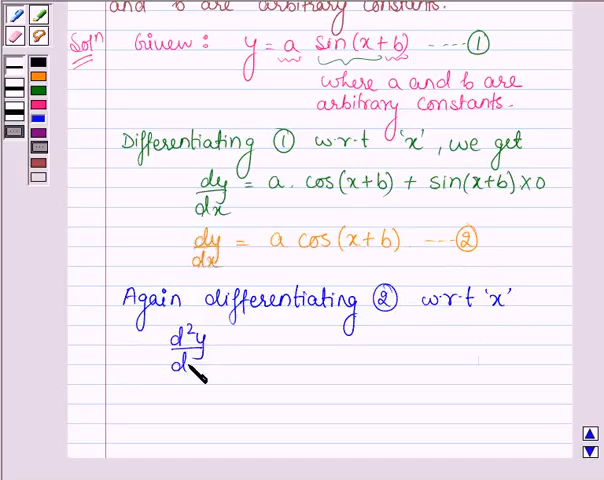 and b are arbitrary constants.
Solⁿ Given: y = a sin(x+b) ----- ①
where a and b are
arbitrary constants.
Differentiating ① w.r.t 'x', we get
dy/dx = a. cos(x+b) + sin(x+b) × 0
dy/dx = a cos(x+b) ---- ②
Again differentiating ② w.r.t 'x'
d²y/d